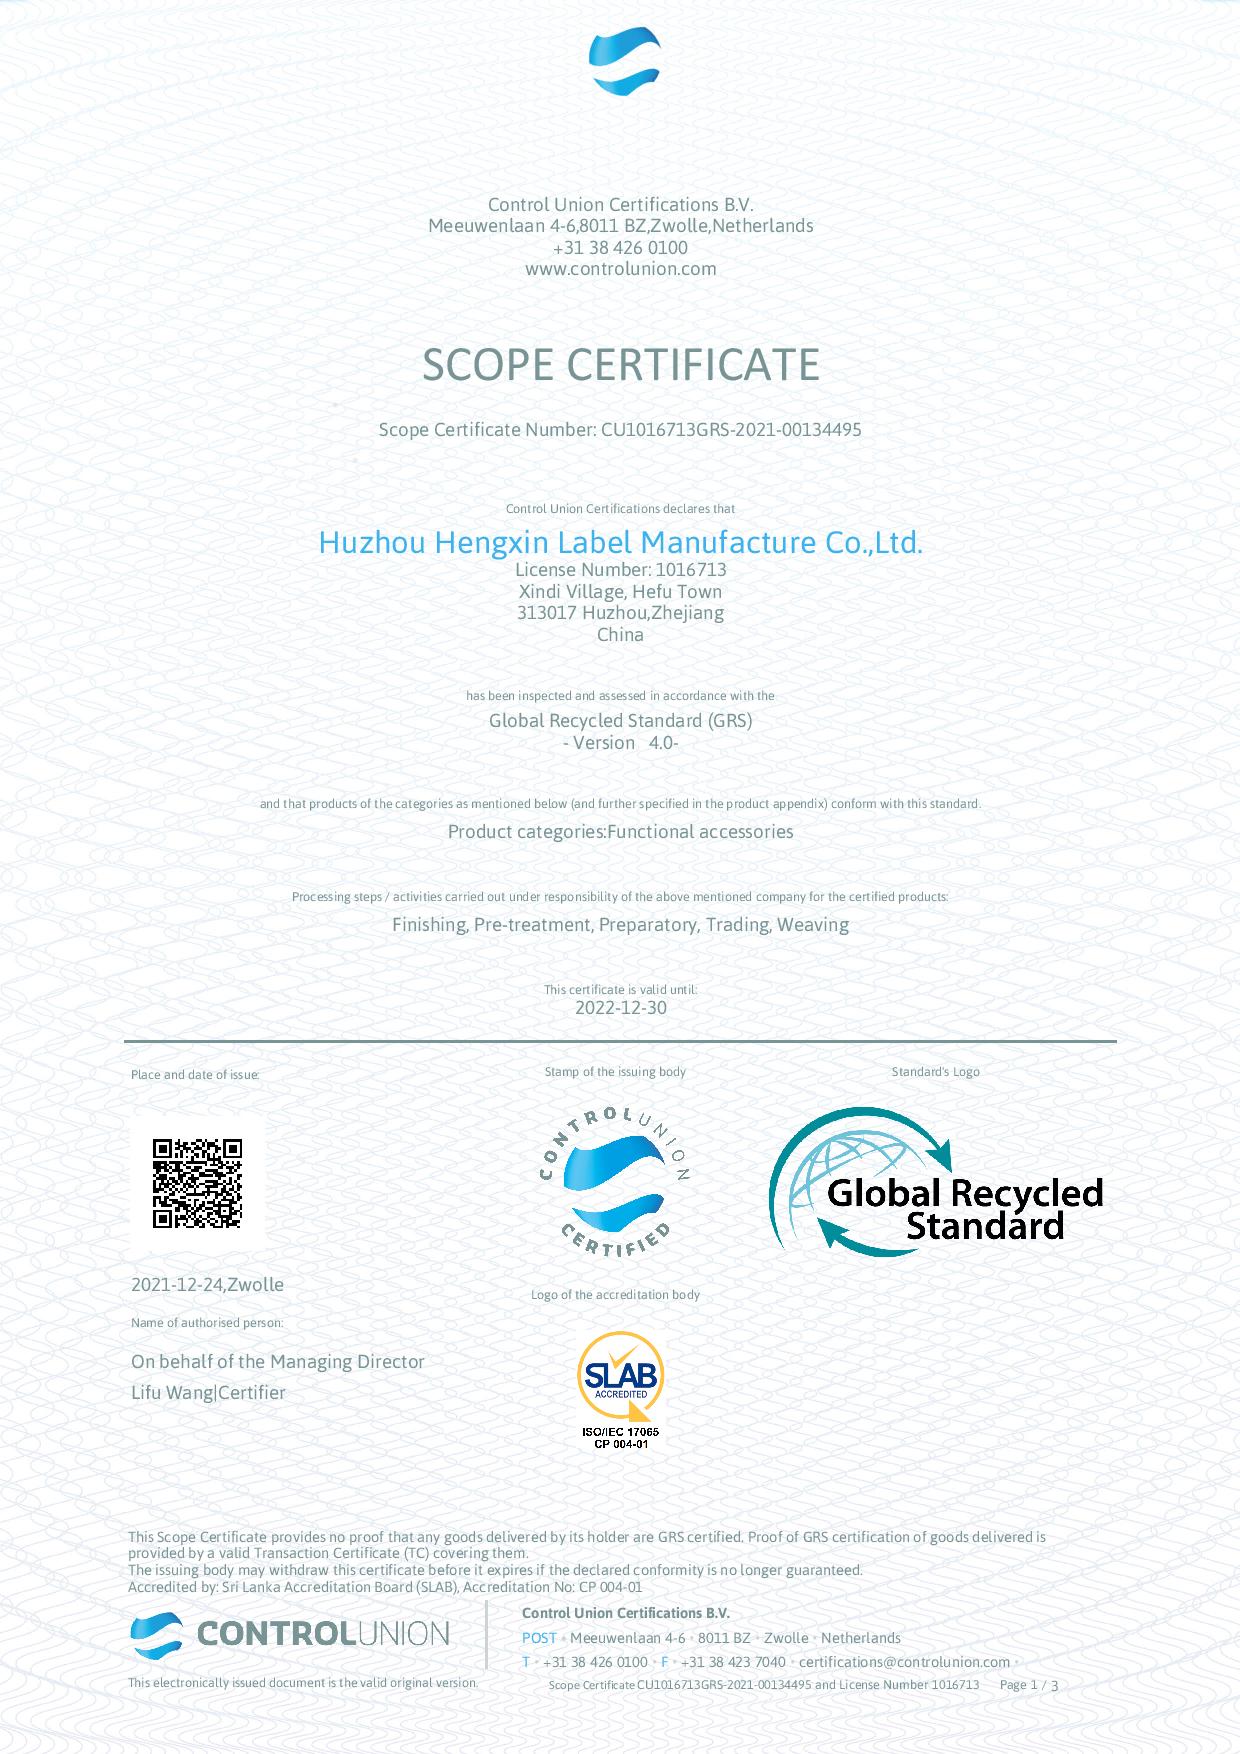 Control Union Certifications B.V.
Meeuwenlaan 4-6,8011 BZ,Zwolle,Netherlands
+31 38 426 0100
www.controlunion.com
SCOPE CERTIFICATE
Scope Certificate Number: CU1016713GRS-2021-00134495
Control Union Certifications declares that
Huzhou Hengxin Label Manufacture Co.,Ltd.
License Number: 1016713
Xindi Village, Hefu Town
313017 Huzhou,Zhejiang
China
has been inspected and assessed in accordance with the
Global Recycled Standard (GRS)
- Version 4.0-
and that products of the categories as mentioned below (and further specified in the product appendix) conform with this standard.
Product categories:Functional accessories
Processing steps / activities carried out under responsibility of the above mentioned company for the certified products:
Finishing, Pre-treatment, Preparatory, Trading, Weaving
This certificate is valid until:
2022-12-30
Place and date of issue:
Stamp of the issuing body
Standard's Logo
CONTROLUNION
CERTIFIED
Global Recycled
Standard
2021-12-24,Zwolle
Logo of the accreditation body
Name of authorised person:
On behalf of the Managing Director
Lifu Wang|Certifier
SLAB
ACCREDITED
ISO/IEC 17065
CP 004-01
This Scope Certificate provides no proof that any goods delivered by its holder are GRS certified. Proof of GRS certification of goods delivered is
provided by a valid Transaction Certificate (TC) covering them.
The issuing body may withdraw this certificate before it expires if the declared conformity is no longer guaranteed.
Accredited by: Sri Lanka Accreditation Board (SLAB), Accreditation No: CP 004-01
CONTROLUNION
Control Union Certifications B.V.
POST • Meeuwenlaan 4-6 • 8011 BZ • Zwolle • Netherlands
T • +31 38 426 0100 • F • +31 38 423 7040 • certifications@controlunion.com •
This electronically issued document is the valid original version.
Scope Certificate CU1016713GRS-2021-00134495 and License Number 1016713 Page 1 / 3